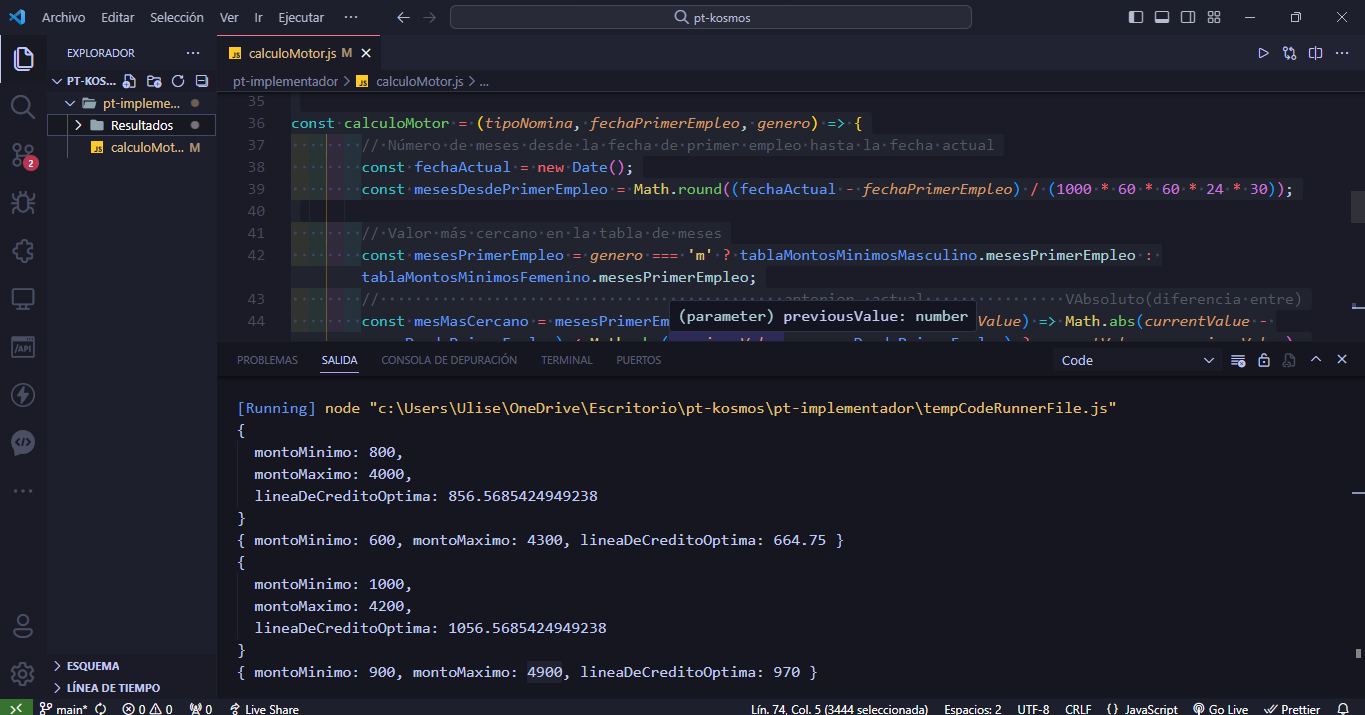 Archivo Editar Selección Ver Ir Ejecutar ··· pt-kosmos
EXPLORADOR ···
PT-KOS...
pt-impleme...
Resultados
JS calculoMot... M
2
ESQUEMA
LÍNEA DE TIEMPO
JS calculoMotor.js M
pt-implementador > JS calculoMotor.js > ...
35
36 const calculoMotor = (tipoNomina, fechaPrimerEmpleo, genero) => {
37 // Número de meses desde la fecha de primer empleo hasta la fecha actual
38 const fechaActual = new Date();
39 const mesesDesdePrimerEmpleo = Math.round((fechaActual - fechaPrimerEmpleo) / (1000 * 60 * 60 * 24 * 30));
40
41 // Valor más cercano en la tabla de meses
42 const mesesPrimerEmpleo = genero === 'm' ? tablaMontosMinimosMasculino.mesesPrimerEmpleo :
tablaMontosMinimosFemenino.mesesPrimerEmpleo;
43 // anterior, actual VAbsoluto(diferencia entre)
44 const mesMasCercano = mesesPrimerEm Value) => Math.abs(currentValue -
(parameter) previousValue: number
PROBLEMAS SALIDA CONSOLA DE DEPURACIÓN TERMINAL PUERTOS Code
[Running] node "c:\Users\Ulise\OneDrive\Escritorio\pt-kosmos\pt-implementador\tempCodeRunnerFile.js"
{
montoMinimo: 800,
montoMaximo: 4000,
lineaDeCreditoOptima: 856.5685424949238
}
{ montoMinimo: 600, montoMaximo: 4300, lineaDeCreditoOptima: 664.75 }
{
montoMinimo: 1000,
montoMaximo: 4200,
lineaDeCreditoOptima: 1056.5685424949238
}
{ montoMinimo: 900, montoMaximo: 4900, lineaDeCreditoOptima: 970 }
main* 0 0 0 Live Share Lín. 74, Col. 5 (3444 seleccionada) Espacios: 2 UTF-8 CRLF {} JavaScript Go Live Prettier